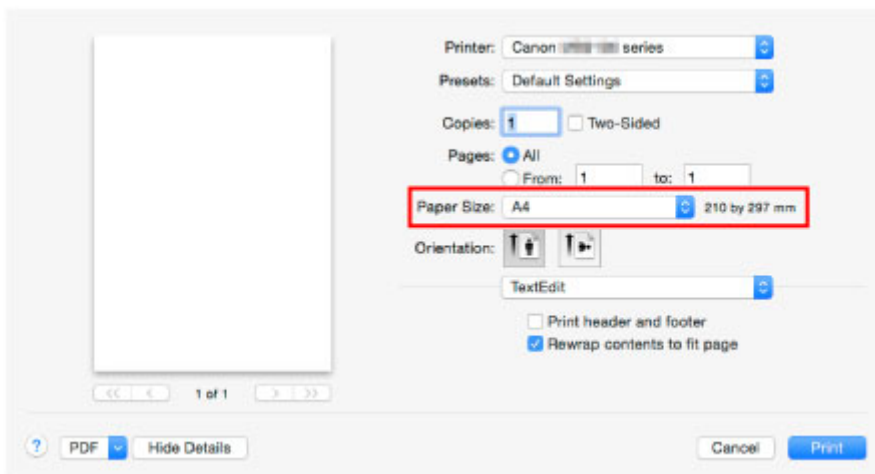 Printer: Canon series
Presets: Default Settings
Copies: 1 Two-Sided
Pages: All
From: 1 to: 1
Paper Size: A4 210 by 297 mm
Orientation:
TextEdit
Print header and footer
Rewrap contents to fit page
<< < 1 of 1 > >>
? PDF Hide Details Cancel Print